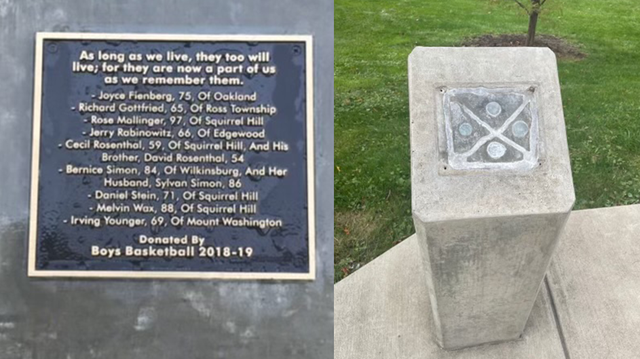 As long as we live, they too will
live; for they are now a part of us
as we remember them.
- Joyce Fienberg, 75, Of Oakland
- Richard Gottfried, 65, Of Ross Township
- Rose Mallinger, 97, Of Squirrel Hill
- Jerry Rabinowitz, 66, Of Edgewood
- Cecil Rosenthal, 59, Of Squirrel Hill, And His
Brother, David Rosenthal, 54
- Bernice Simon, 84, Of Wilkinsburg, And Her
Husband, Sylvan Simon, 86
- Daniel Stein, 71, Of Squirrel Hill
- Melvin Wax, 88, Of Squirrel Hill
- Irving Younger, 69, Of Mount Washington
Donated By
Boys Basketball 2018-19